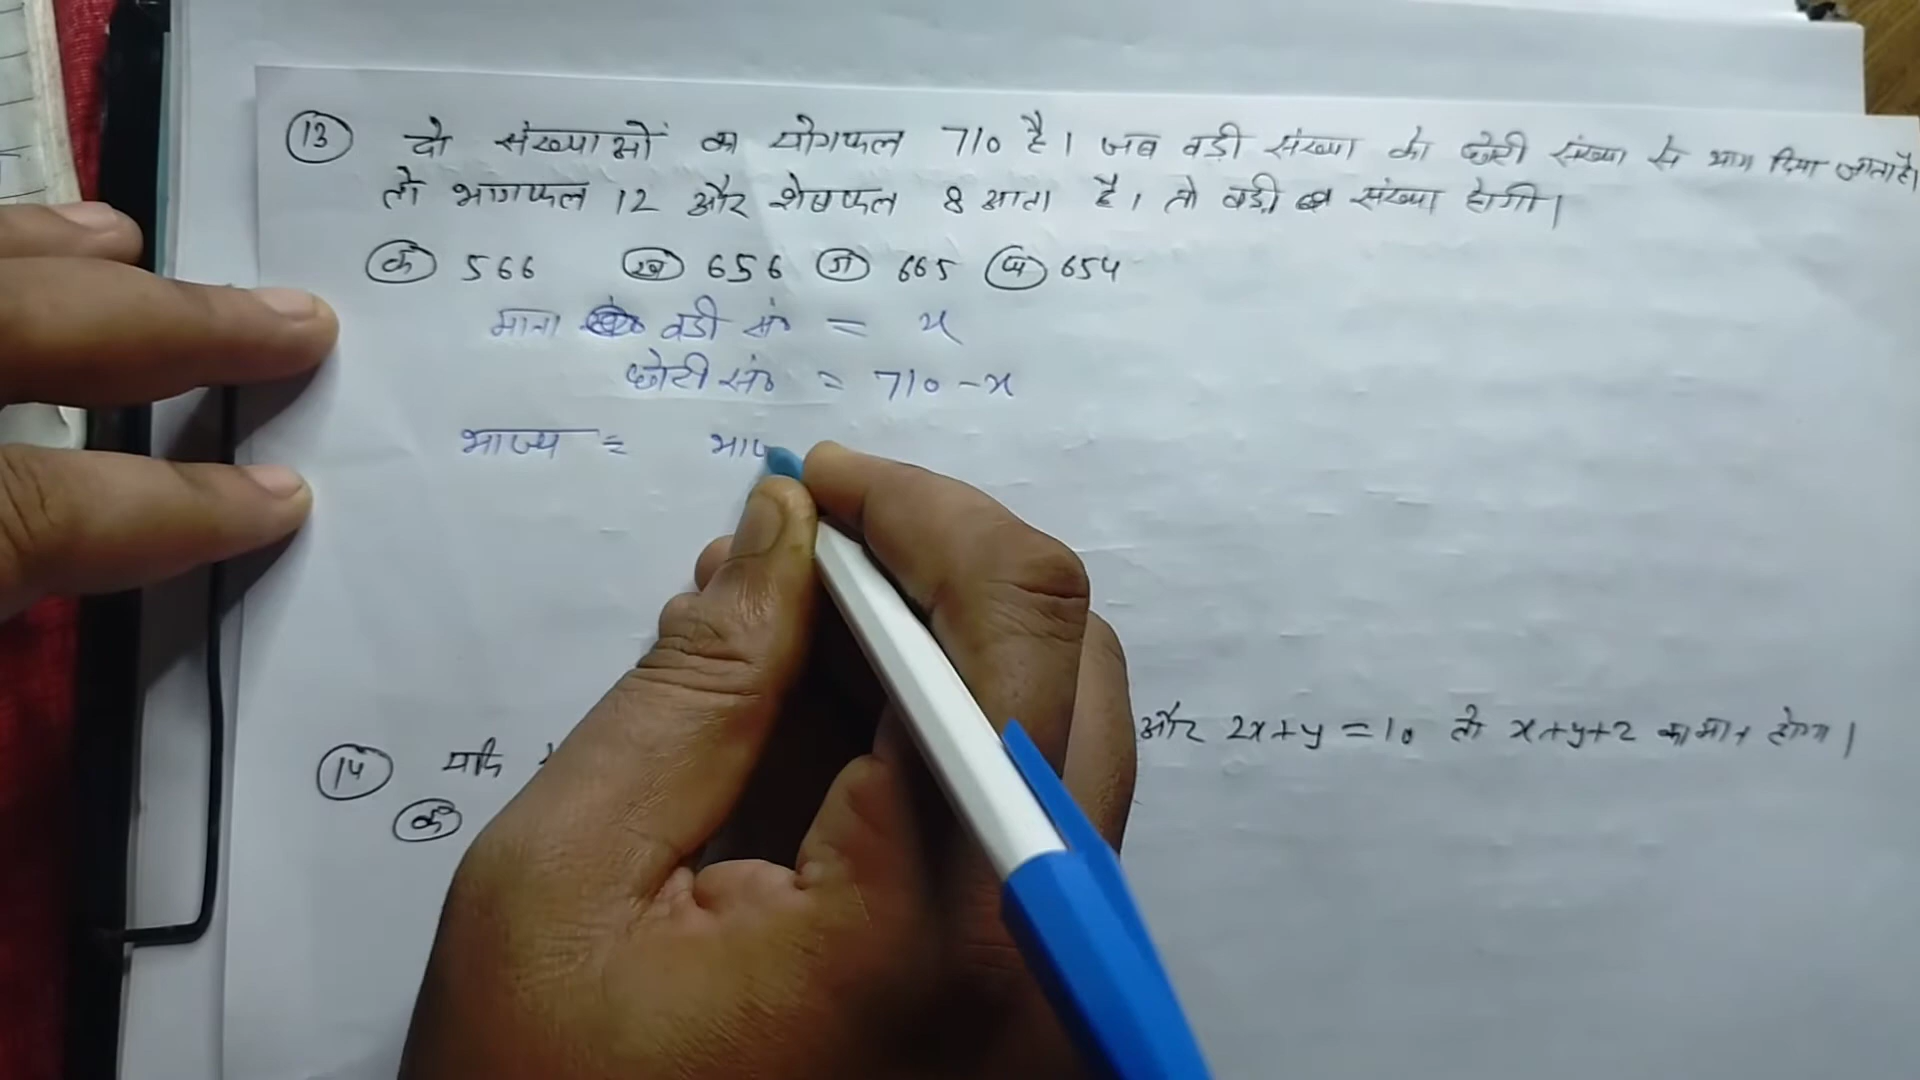 13 दो संख्याओं का योगफल 710 है। जब बड़ी संख्या को छोटी संख्या से भाग दिया जाता है।
तो भागफल 12 और शेषफल 8 आता है। तो बड़ी संख्या होगी।
क 566 ख 656 ग 665 घ 654
माना बड़ी सं० = x
छोटी सं० = 710 - x
भाज्य = भा
14 यदि और 2x+y = 10 तो x+y+2 का मान होगा।
क